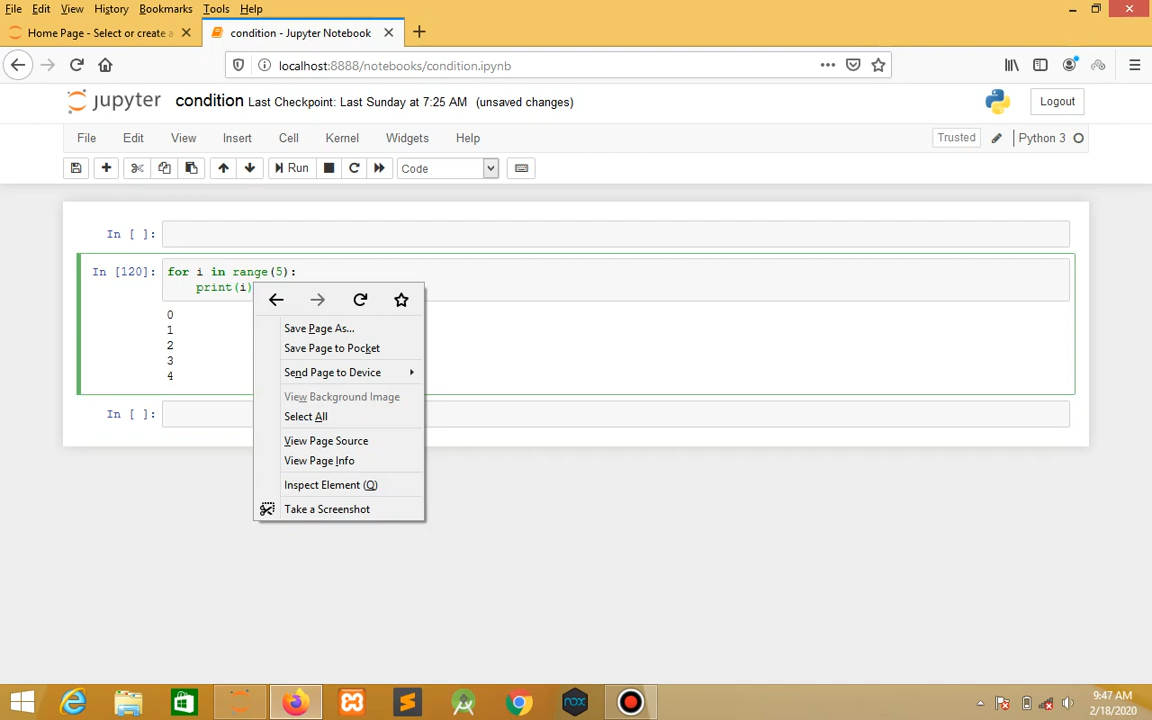 File Edit View History Bookmarks Tools Help
Home Page - Select or create a
condition - Jupyter Notebook
localhost:8888/notebooks/condition.ipynb
jupyter condition Last Checkpoint: Last Sunday at 7:25 AM (unsaved changes)
Logout
File Edit View Insert Cell Kernel Widgets Help
Trusted Python 3
Run Code
In [ ]:
In [120]: for i in range(5):
print(i)
0
1
2
3
4
In [ ]:
Save Page As...
Save Page to Pocket
Send Page to Device
View Background Image
Select All
View Page Source
View Page Info
Inspect Element (Q)
Take a Screenshot
nox
9:47 AM
2/18/2020